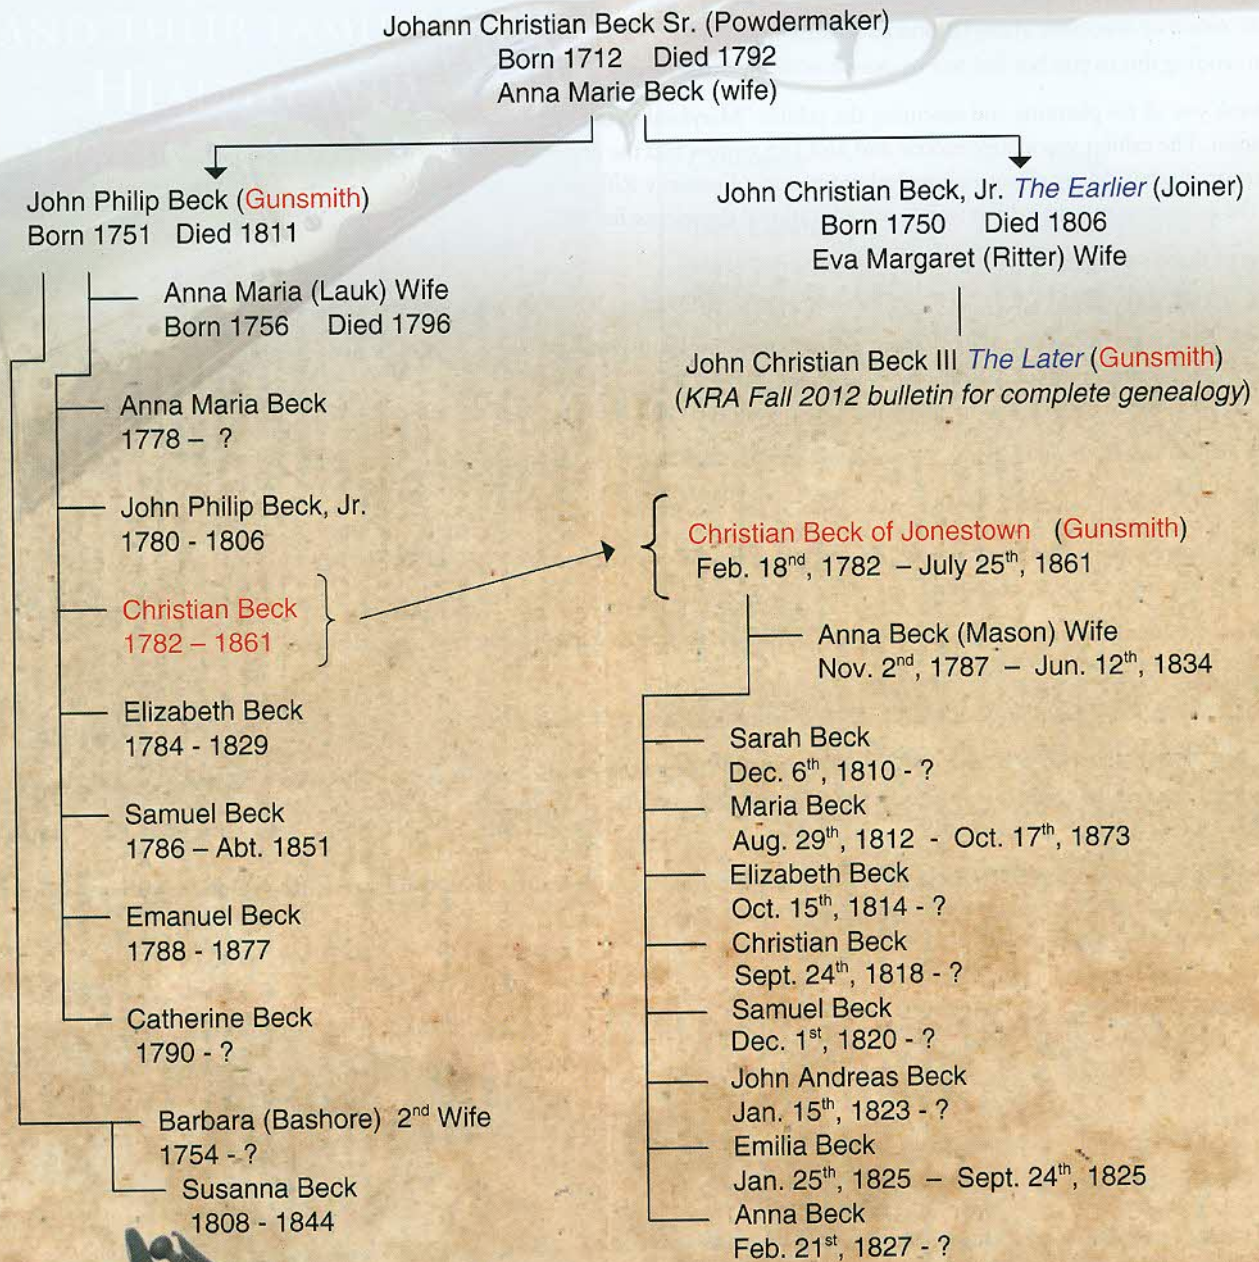 Johann Christian Beck Sr. (Powdermaker)
Born 1712 Died 1792
Anna Marie Beck (wife)
John Philip Beck (Gunsmith)
Born 1751 Died 1811
Anna Maria (Lauk) Wife
Born 1756 Died 1796
Anna Maria Beck
1778 – ?
John Philip Beck, Jr.
1780 - 1806
Christian Beck
1782 – 1861
Elizabeth Beck
1784 - 1829
Samuel Beck
1786 – Abt. 1851
Emanuel Beck
1788 - 1877
Catherine Beck
1790 - ?
Barbara (Bashore) 2nd Wife
1754 - ?
Susanna Beck
1808 - 1844
John Christian Beck, Jr. The Earlier (Joiner)
Born 1750 Died 1806
Eva Margaret (Ritter) Wife
John Christian Beck III The Later (Gunsmith)
(KRA Fall 2012 bulletin for complete genealogy)
Christian Beck of Jonestown (Gunsmith)
Feb. 18nd, 1782 – July 25th, 1861
Anna Beck (Mason) Wife
Nov. 2nd, 1787 – Jun. 12th, 1834
Sarah Beck
Dec. 6th, 1810 - ?
Maria Beck
Aug. 29th, 1812 - Oct. 17th, 1873
Elizabeth Beck
Oct. 15th, 1814 - ?
Christian Beck
Sept. 24th, 1818 - ?
Samuel Beck
Dec. 1st, 1820 - ?
John Andreas Beck
Jan. 15th, 1823 - ?
Emilia Beck
Jan. 25th, 1825 – Sept. 24th, 1825
Anna Beck
Feb. 21st, 1827 - ?